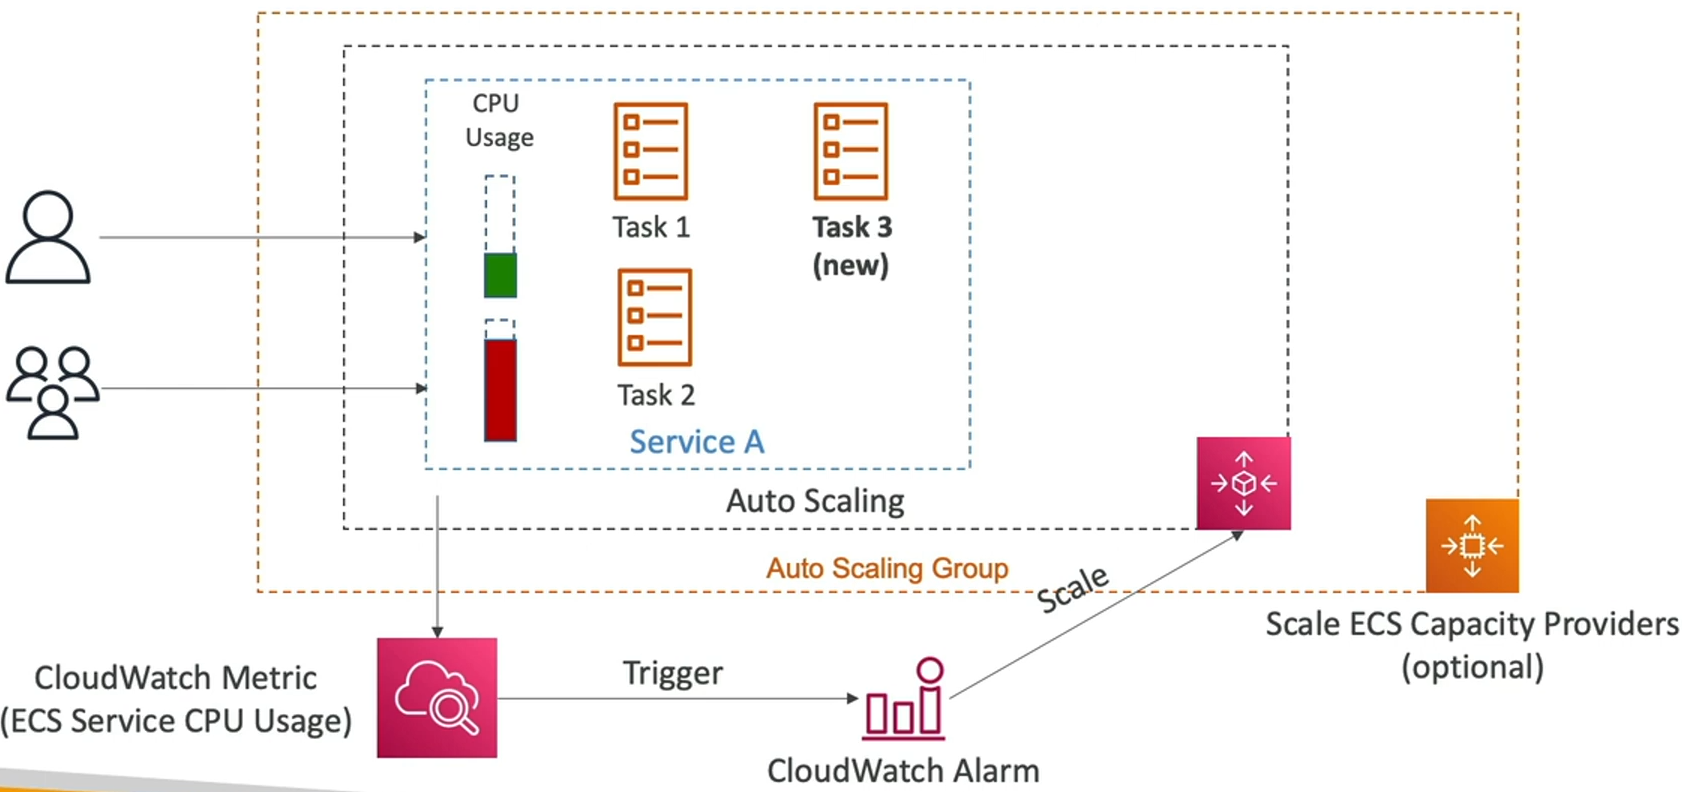 CPU
Usage
Task 1
Task 3
(new)
Task 2
Service A
Auto Scaling
Auto Scaling Group
Scale
Scale ECS Capacity Providers
(optional)
CloudWatch Metric
(ECS Service CPU Usage)
Trigger
CloudWatch Alarm